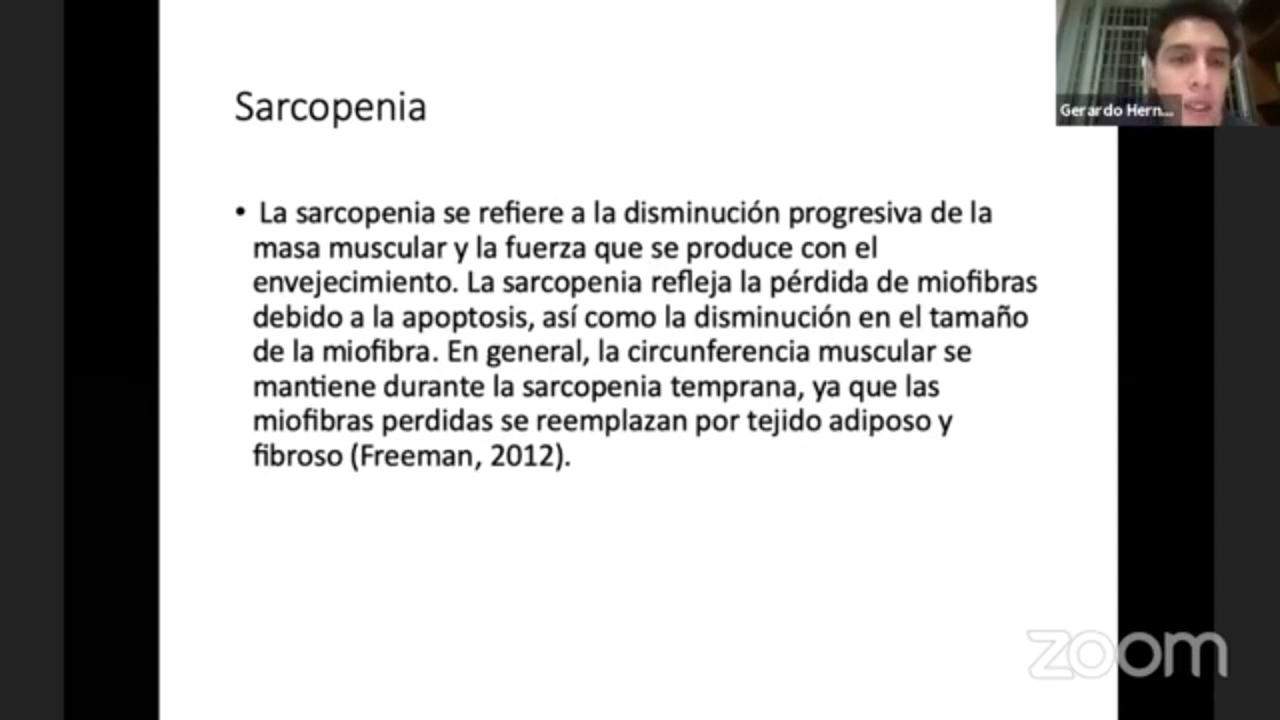 Sarcopenia
Gerardo Hern...
• La sarcopenia se refiere a la disminución progresiva de la
masa muscular y la fuerza que se produce con el
envejecimiento. La sarcopenia refleja la pérdida de miofibras
debido a la apoptosis, así como la disminución en el tamaño
de la miofibra. En general, la circunferencia muscular se
mantiene durante la sarcopenia temprana, ya que las
miofibras perdidas se reemplazan por tejido adiposo y
fibroso (Freeman, 2012).
zoom